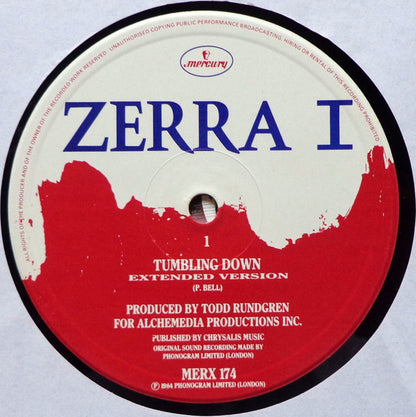 ALL RIGHTS OF THE PRODUCER AND OF THE OWNER OF THE RECORDED WORK RESERVED · UNAUTHORISED COPYING PUBLIC PERFORMANCE BROADCASTING, HIRING OR RENTAL OF THIS RECORDING PROHIBITED
mercury
ZERRA I
1
TUMBLING DOWN
EXTENDED VERSION
(P. BELL)
PRODUCED BY TODD RUNDGREN
FOR ALCHEMEDIA PRODUCTIONS INC.
PUBLISHED BY CHRYSALIS MUSIC
ORIGINAL SOUND RECORDING MADE BY
PHONOGRAM LIMITED (LONDON)
MERX 174
Ⓟ 1984 PHONOGRAM LIMITED (LONDON)